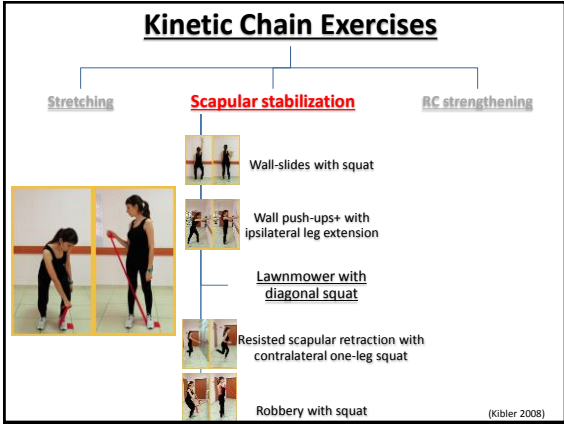 Kinetic Chain Exercises
Stretching
Scapular stabilization
RC strengthening
Wall-slides with squat
Wall push-ups+ with
ipsilateral leg extension
Lawnmower with
diagonal squat
Resisted scapular retraction with
contralateral one-leg squat
Robbery with squat
(Kibler 2008)